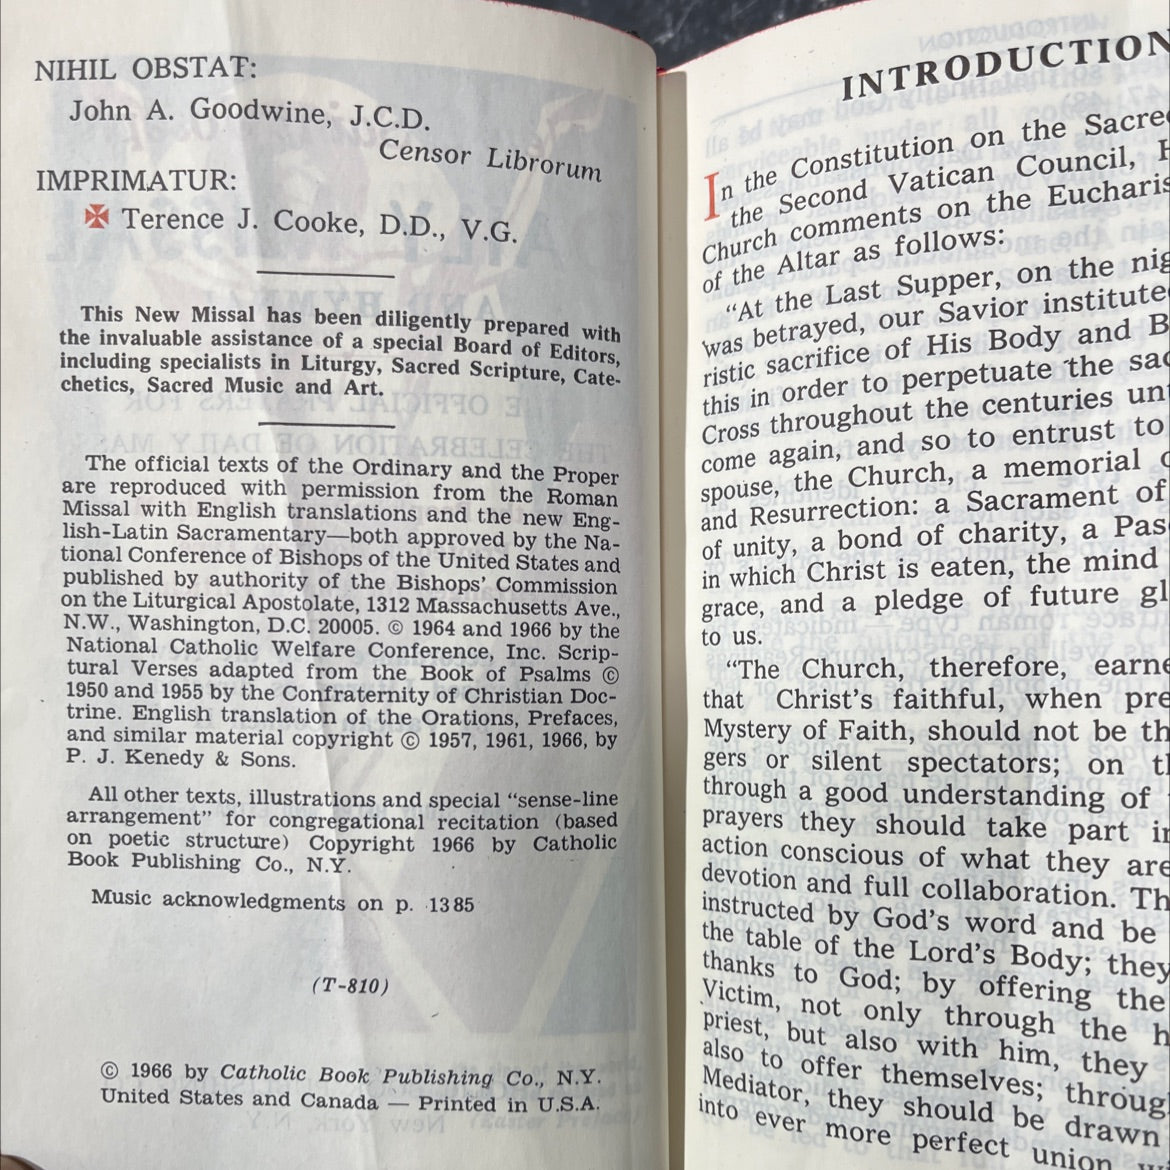 NIHIL OBSTAT:
John A. Goodwine, J.C.D.
Censor Librorum
IMPRIMATUR:
✠ Terence J. Cooke, D.D., V.G.
This New Missal has been diligently prepared with
the invaluable assistance of a special Board of Editors,
including specialists in Liturgy, Sacred Scripture, Cate-
chetics, Sacred Music and Art.
The official texts of the Ordinary and the Proper
are reproduced with permission from the Roman
Missal with English translations and the new Eng-
lish-Latin Sacramentary—both approved by the Na-
tional Conference of Bishops of the United States and
published by authority of the Bishops' Commission
on the Liturgical Apostolate, 1312 Massachusetts Ave.,
N.W., Washington, D.C. 20005. © 1964 and 1966 by the
National Catholic Welfare Conference, Inc. Scrip-
tural Verses adapted from the Book of Psalms ©
1950 and 1955 by the Confraternity of Christian Doc-
trine. English translation of the Orations, Prefaces,
and similar material copyright © 1957, 1961, 1966, by
P. J. Kenedy & Sons.
All other texts, illustrations and special "sense-line
arrangement" for congregational recitation (based
on poetic structure) Copyright 1966 by Catholic
Book Publishing Co., N.Y.
Music acknowledgments on p. 1385
(T-810)
© 1966 by Catholic Book Publishing Co., N.Y.
United States and Canada — Printed in U.S.A.
INTRODUCTION
In the Constitution on the Sacre
the Second Vatican Council, H
Church comments on the Eucharis
of the Altar as follows:
"At the Last Supper, on the nig
was betrayed, our Savior institute
ristic sacrifice of His Body and B
this in order to perpetuate the sac
Cross throughout the centuries unt
come again, and so to entrust to
spouse, the Church, a memorial o
and Resurrection: a Sacrament of
of unity, a bond of charity, a Pas
in which Christ is eaten, the mind
grace, and a pledge of future gl
to us.
"The Church, therefore, earne
that Christ's faithful, when pre
Mystery of Faith, should not be th
gers or silent spectators; on th
through a good understanding of
prayers they should take part in
action conscious of what they are
devotion and full collaboration. Th
instructed by God's word and be
the table of the Lord's Body; they
thanks to God; by offering the
Victim, not only through the h
priest, but also with him, they
also to offer themselves; throug
Mediator, they should be drawn
into ever more perfect union